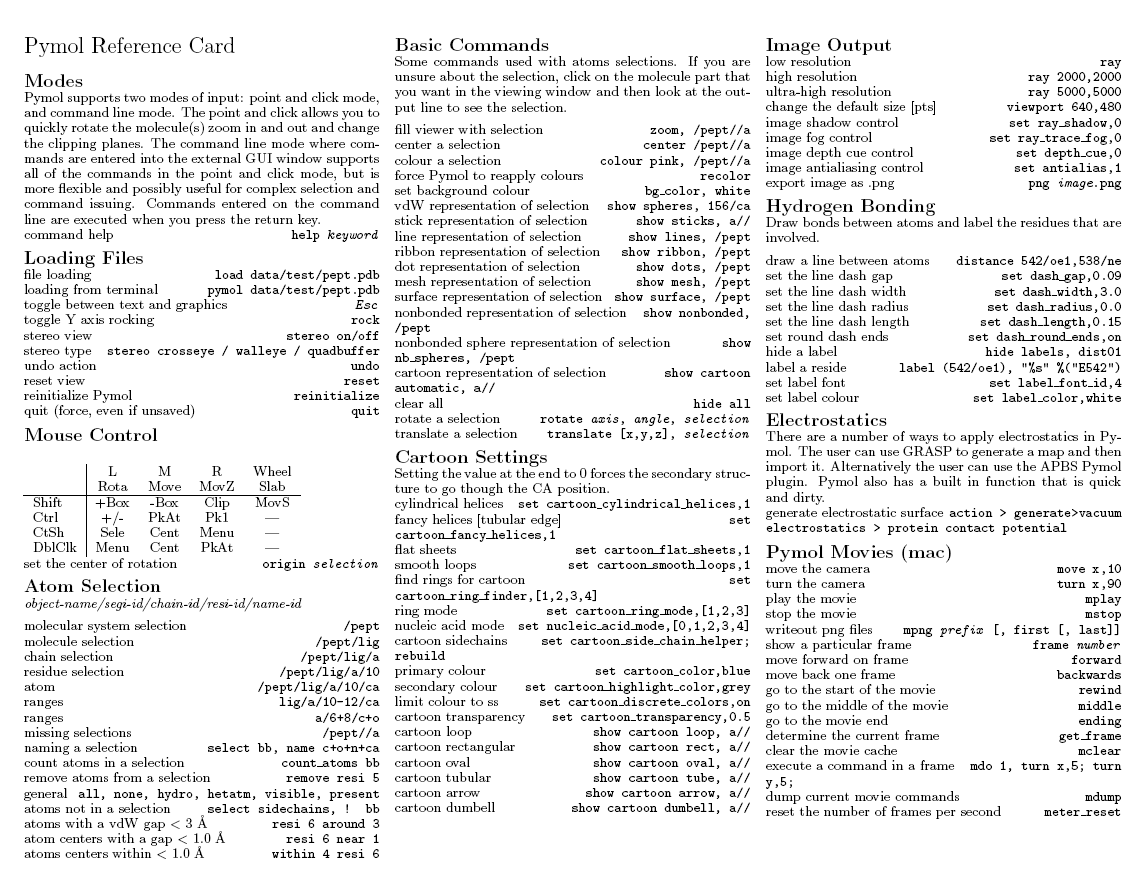 Pymol Reference Card
Modes
Pymol supports two modes of input: point and click mode,
and command line mode. The point and click allows you to
quickly rotate the molecule(s) zoom in and out and change
the clipping planes. The command line mode where com-
mands are entered into the external GUI window supports
all of the commands in the point and click mode, but is
more flexible and possibly useful for complex selection and
command issuing. Commands entered on the command
line are executed when you press the return key.
command help help keyword
Loading Files
file loading load data/test/pept.pdb
loading from terminal pymol data/test/pept.pdb
toggle between text and graphics Esc
toggle Y axis rocking rock
stereo view stereo on/off
stereo type stereo crosseye / walleye / quadbuffer
undo action undo
reset view reset
reinitialize Pymol reinitialize
quit (force, even if unsaved) quit
Mouse Control
L M R Wheel
Rota Move MovZ Slab
Shift +Box -Box Clip MovS
Ctrl +/- PkAt Pk1 —
CtSh Sele Cent Menu —
DblClk Menu Cent PkAt —
set the center of rotation origin selection
Atom Selection
object-name/segi-id/chain-id/resi-id/name-id
molecular system selection /pept
molecule selection /pept/lig
chain selection /pept/lig/a
residue selection /pept/lig/a/10
atom /pept/lig/a/10/ca
ranges lig/a/10-12/ca
ranges a/6+8/c+o
missing selections /pept//a
naming a selection select bb, name c+o+n+ca
count atoms in a selection count_atoms bb
remove atoms from a selection remove resi 5
general all, none, hydro, hetatm, visible, present
atoms not in a selection select sidechains, ! bb
atoms with a vdW gap < 3 Å resi 6 around 3
atom centers with a gap < 1.0 Å resi 6 near 1
atoms centers within < 1.0 Å within 4 resi 6
Basic Commands
Some commands used with atoms selections. If you are
unsure about the selection, click on the molecule part that
you want in the viewing window and then look at the out-
put line to see the selection.
fill viewer with selection zoom, /pept//a
center a selection center /pept//a
colour a selection colour pink, /pept//a
force Pymol to reapply colours recolor
set background colour bg_color, white
vdW representation of selection show spheres, 156/ca
stick representation of selection show sticks, a//
line representation of selection show lines, /pept
ribbon representation of selection show ribbon, /pept
dot representation of selection show dots, /pept
mesh representation of selection show mesh, /pept
surface representation of selection show surface, /pept
nonbonded representation of selection show nonbonded,
/pept
nonbonded sphere representation of selection show
nb_spheres, /pept
cartoon representation of selection show cartoon
automatic, a//
clear all hide all
rotate a selection rotate axis, angle, selection
translate a selection translate [x,y,z], selection
Cartoon Settings
Setting the value at the end to 0 forces the secondary struc-
ture to go though the CA position.
cylindrical helices set cartoon_cylindrical_helices,1
fancy helices [tubular edge] set
cartoon_fancy_helices,1
flat sheets set cartoon_flat_sheets,1
smooth loops set cartoon_smooth_loops,1
find rings for cartoon set
cartoon_ring_finder,[1,2,3,4]
ring mode set cartoon_ring_mode,[1,2,3]
nucleic acid mode set nucleic_acid_mode,[0,1,2,3,4]
cartoon sidechains set cartoon_side_chain_helper;
rebuild
primary colour set cartoon_color,blue
secondary colour set cartoon_highlight_color,grey
limit colour to ss set cartoon_discrete_colors,on
cartoon transparency set cartoon_transparency,0.5
cartoon loop show cartoon loop, a//
cartoon rectangular show cartoon rect, a//
cartoon oval show cartoon oval, a//
cartoon tubular show cartoon tube, a//
cartoon arrow show cartoon arrow, a//
cartoon dumbell show cartoon dumbell, a//
Image Output
low resolution ray
high resolution ray 2000,2000
ultra-high resolution ray 5000,5000
change the default size [pts] viewport 640,480
image shadow control set ray_shadow,0
image fog control set ray_trace_fog,0
image depth cue control set depth_cue,0
image antialiasing control set antialias,1
export image as .png png image.png
Hydrogen Bonding
Draw bonds between atoms and label the residues that are
involved.
draw a line between atoms distance 542/oe1,538/ne
set the line dash gap set dash_gap,0.09
set the line dash width set dash_width,3.0
set the line dash radius set dash_radius,0.0
set the line dash length set dash_length,0.15
set round dash ends set dash_round_ends,on
hide a label hide labels, dist01
label a reside label (542/oe1), "%s" %("E542")
set label font set label_font_id,4
set label colour set label_color,white
Electrostatics
There are a number of ways to apply electrostatics in Py-
mol. The user can use GRASP to generate a map and then
import it. Alternatively the user can use the APBS Pymol
plugin. Pymol also has a built in function that is quick
and dirty.
generate electrostatic surface action > generate>vacuum
electrostatics > protein contact potential
Pymol Movies (mac)
move the camera move x,10
turn the camera turn x,90
play the movie mplay
stop the movie mstop
writeout png files mpng prefix [, first [, last]]
show a particular frame frame number
move forward on frame forward
move back one frame backwards
go to the start of the movie rewind
go to the middle of the movie middle
go to the movie end ending
determine the current frame get_frame
clear the movie cache mclear
execute a command in a frame mdo 1, turn x,5; turn
y,5;
dump current movie commands mdump
reset the number of frames per second meter_reset